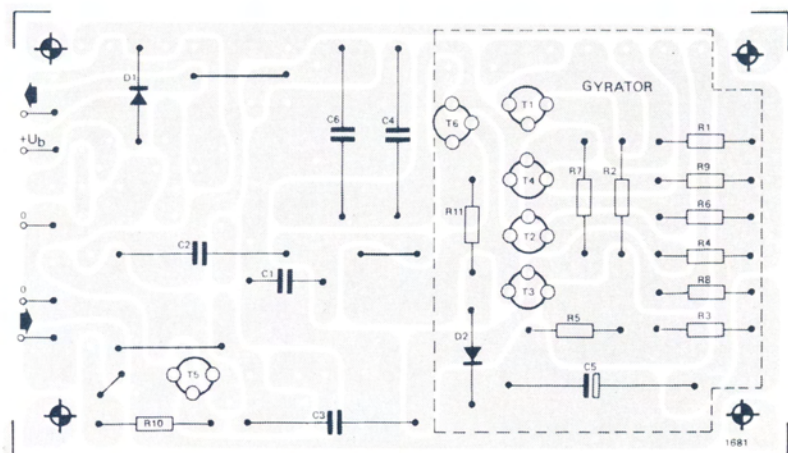 D1
+Ub
0
0
C6
C4
C2
C1
T5
R10
C3
GYRATOR
T6
T1
T4
T2
T3
R11
R7
R2
R1
R9
R6
R4
R8
R3
R5
D2
C5
1681